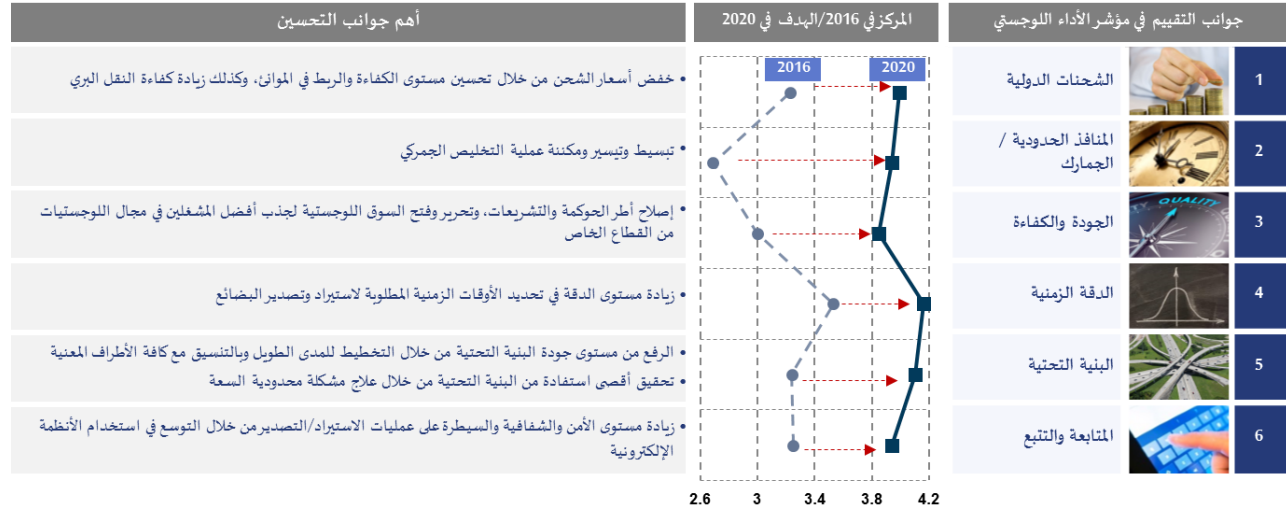 جوانب التقييم في مؤشر الأداء اللوجستي
المركز في 2016/الهدف في 2020
أهم جوانب التحسين
2016
2020
1
الشحنات الدولية
• خفض أسعار الشحن من خلال تحسين مستوى الكفاءة والربط في الموانئ، وكذلك زيادة كفاءة النقل البري
2
المنافذ الحدودية /
الجمارك
• تبسيط وتيسير ومكننة عملية التخليص الجمركي
3
QUALITY
الجودة والكفاءة
• إصلاح أطر الحوكمة والتشريعات، وتحرير وفتح السوق اللوجستية لجذب أفضل المشغلين في مجال اللوجستيات
من القطاع الخاص
4
الدقة الزمنية
• زيادة مستوى الدقة في تحديد الأوقات الزمنية المطلوبة لاستيراد وتصدير البضائع
5
البنية التحتية
• الرفع من مستوى جودة البنية التحتية من خلال التخطيط للمدى الطويل وبالتنسيق مع كافة الأطراف المعنية
• تحقيق أقصى استفادة من البنية التحتية من خلال علاج مشكلة محدودية السعة
6
المتابعة والتتبع
• زيادة مستوى الأمن والشفافية والسيطرة على عمليات الاستيراد/التصدير من خلال التوسع في استخدام الأنظمة
الإلكترونية
2.6 3 3.4 3.8 4.2